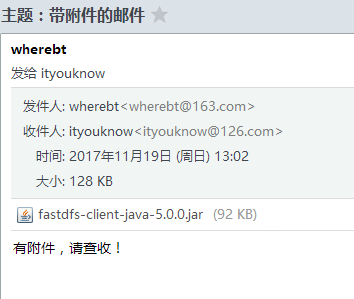 主题：带附件的邮件
wherebt
发给 ityouknow
发件人: wherebt<wherebt@163.com>
收件人: ityouknow<ityouknow@126.com>
时间: 2017年11月19日 (周日) 13:02
大小: 128 KB
fastdfs-client-java-5.0.0.jar (92 KB)
有附件，请查收！